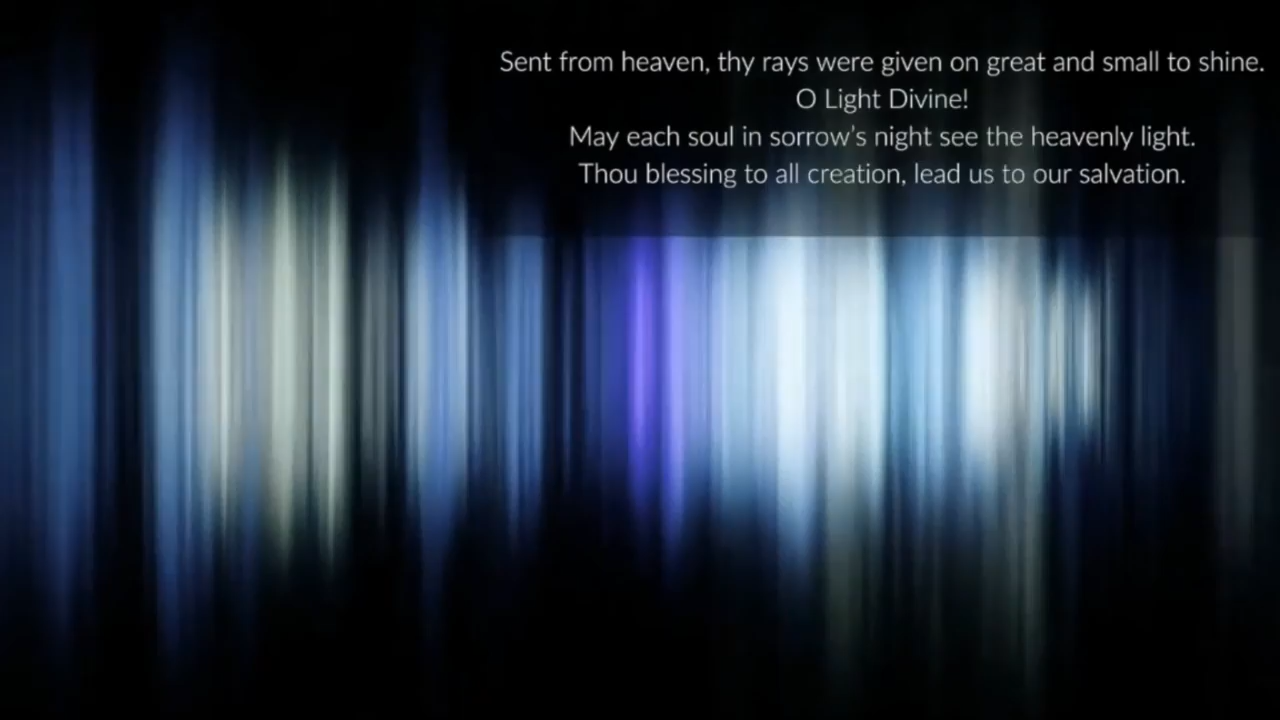 Sent from heaven, thy rays were given on great and small to shine.
O Light Divine!
May each soul in sorrow's night see the heavenly light.
Thou blessing to all creation, lead us to our salvation.